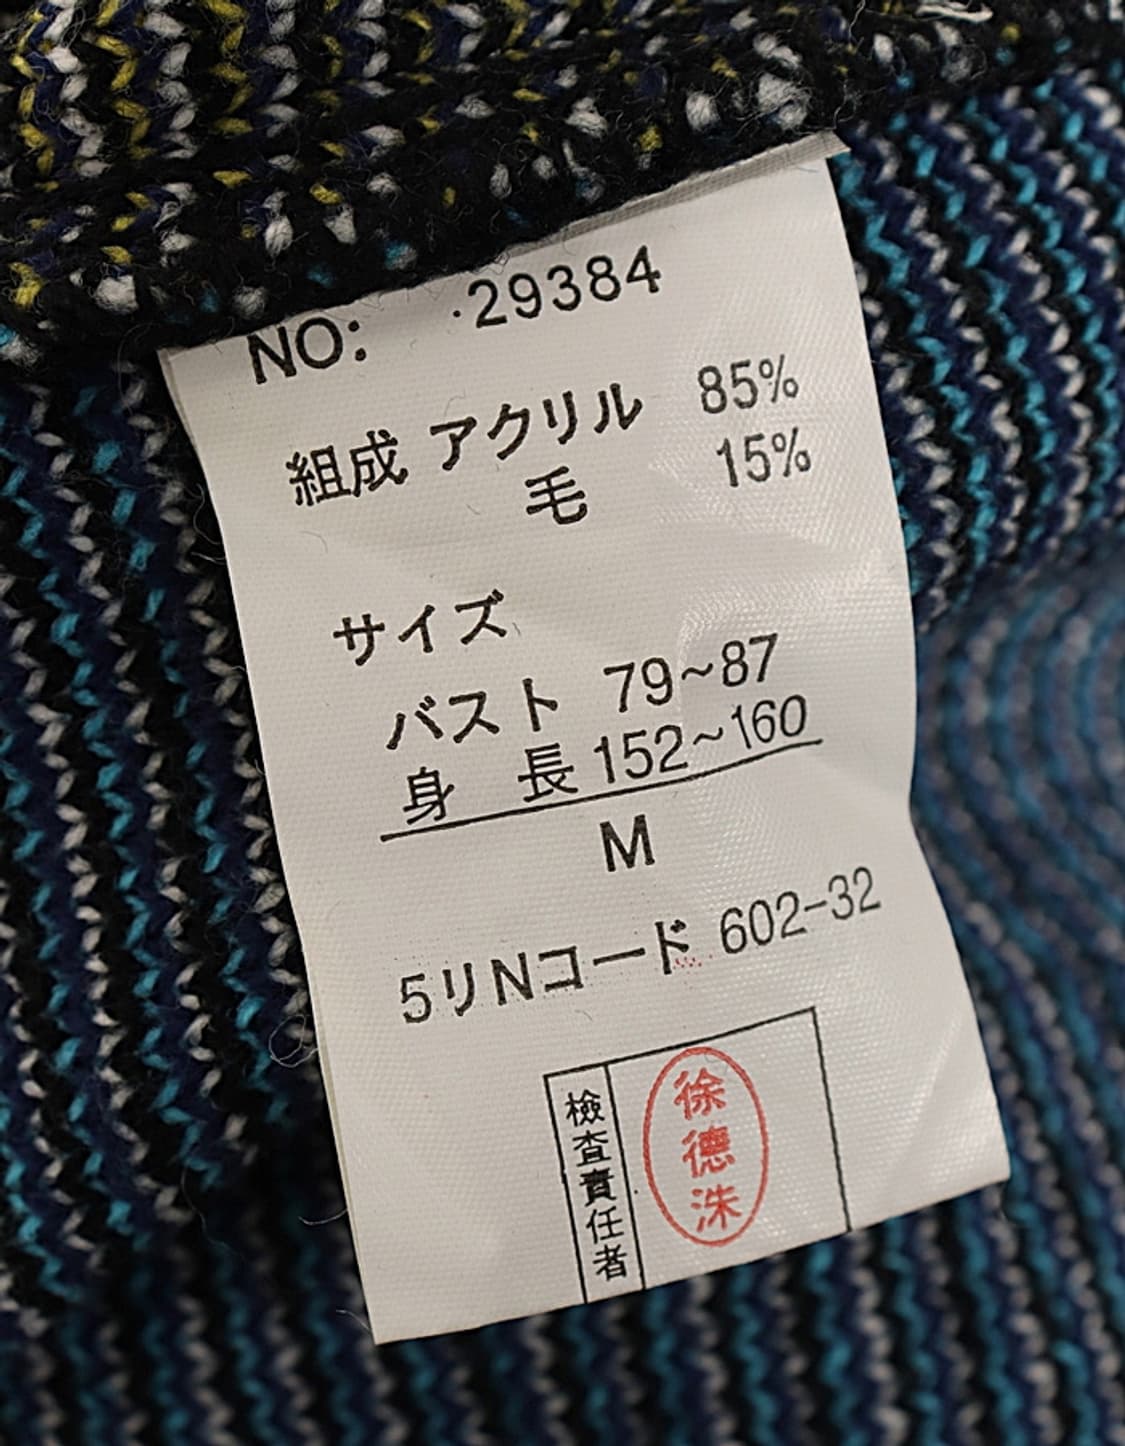 NO: ·29384
組成 アクリル 85%
毛 15%
サイズ
バスト 79~87
身 長 152~160
M
5リNコード 602-32
檢査責任者
徐德洙